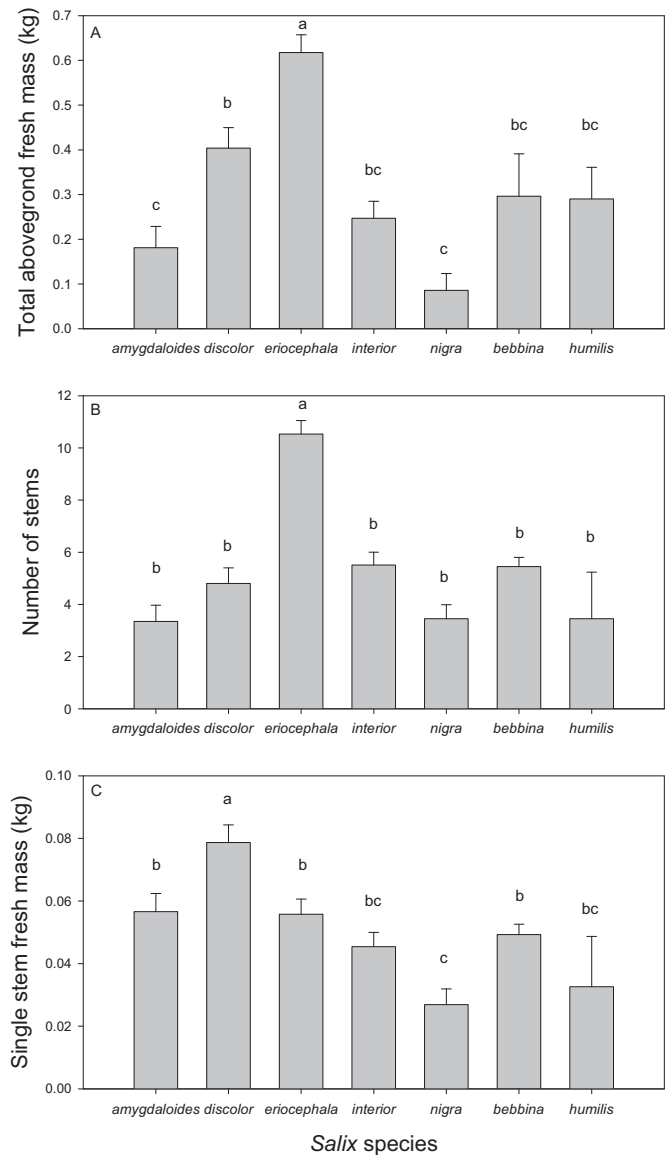 A
Total abovegrond fresh mass (kg)
0.7
0.6
0.5
0.4
0.3
0.2
0.1
0.0
c
b
a
bc
c
bc
bc
amygdaloides discolor eriocephala interior nigra bebbina humilis
B
Number of stems
12
10
8
6
4
2
0
b
b
a
b
b
b
b
amygdaloides discolor eriocephala interior nigra bebbina humilis
C
Single stem fresh mass (kg)
0.10
0.08
0.06
0.04
0.02
0.00
b
a
b
bc
c
b
bc
amygdaloides discolor eriocephala interior nigra bebbina humilis
Salix species